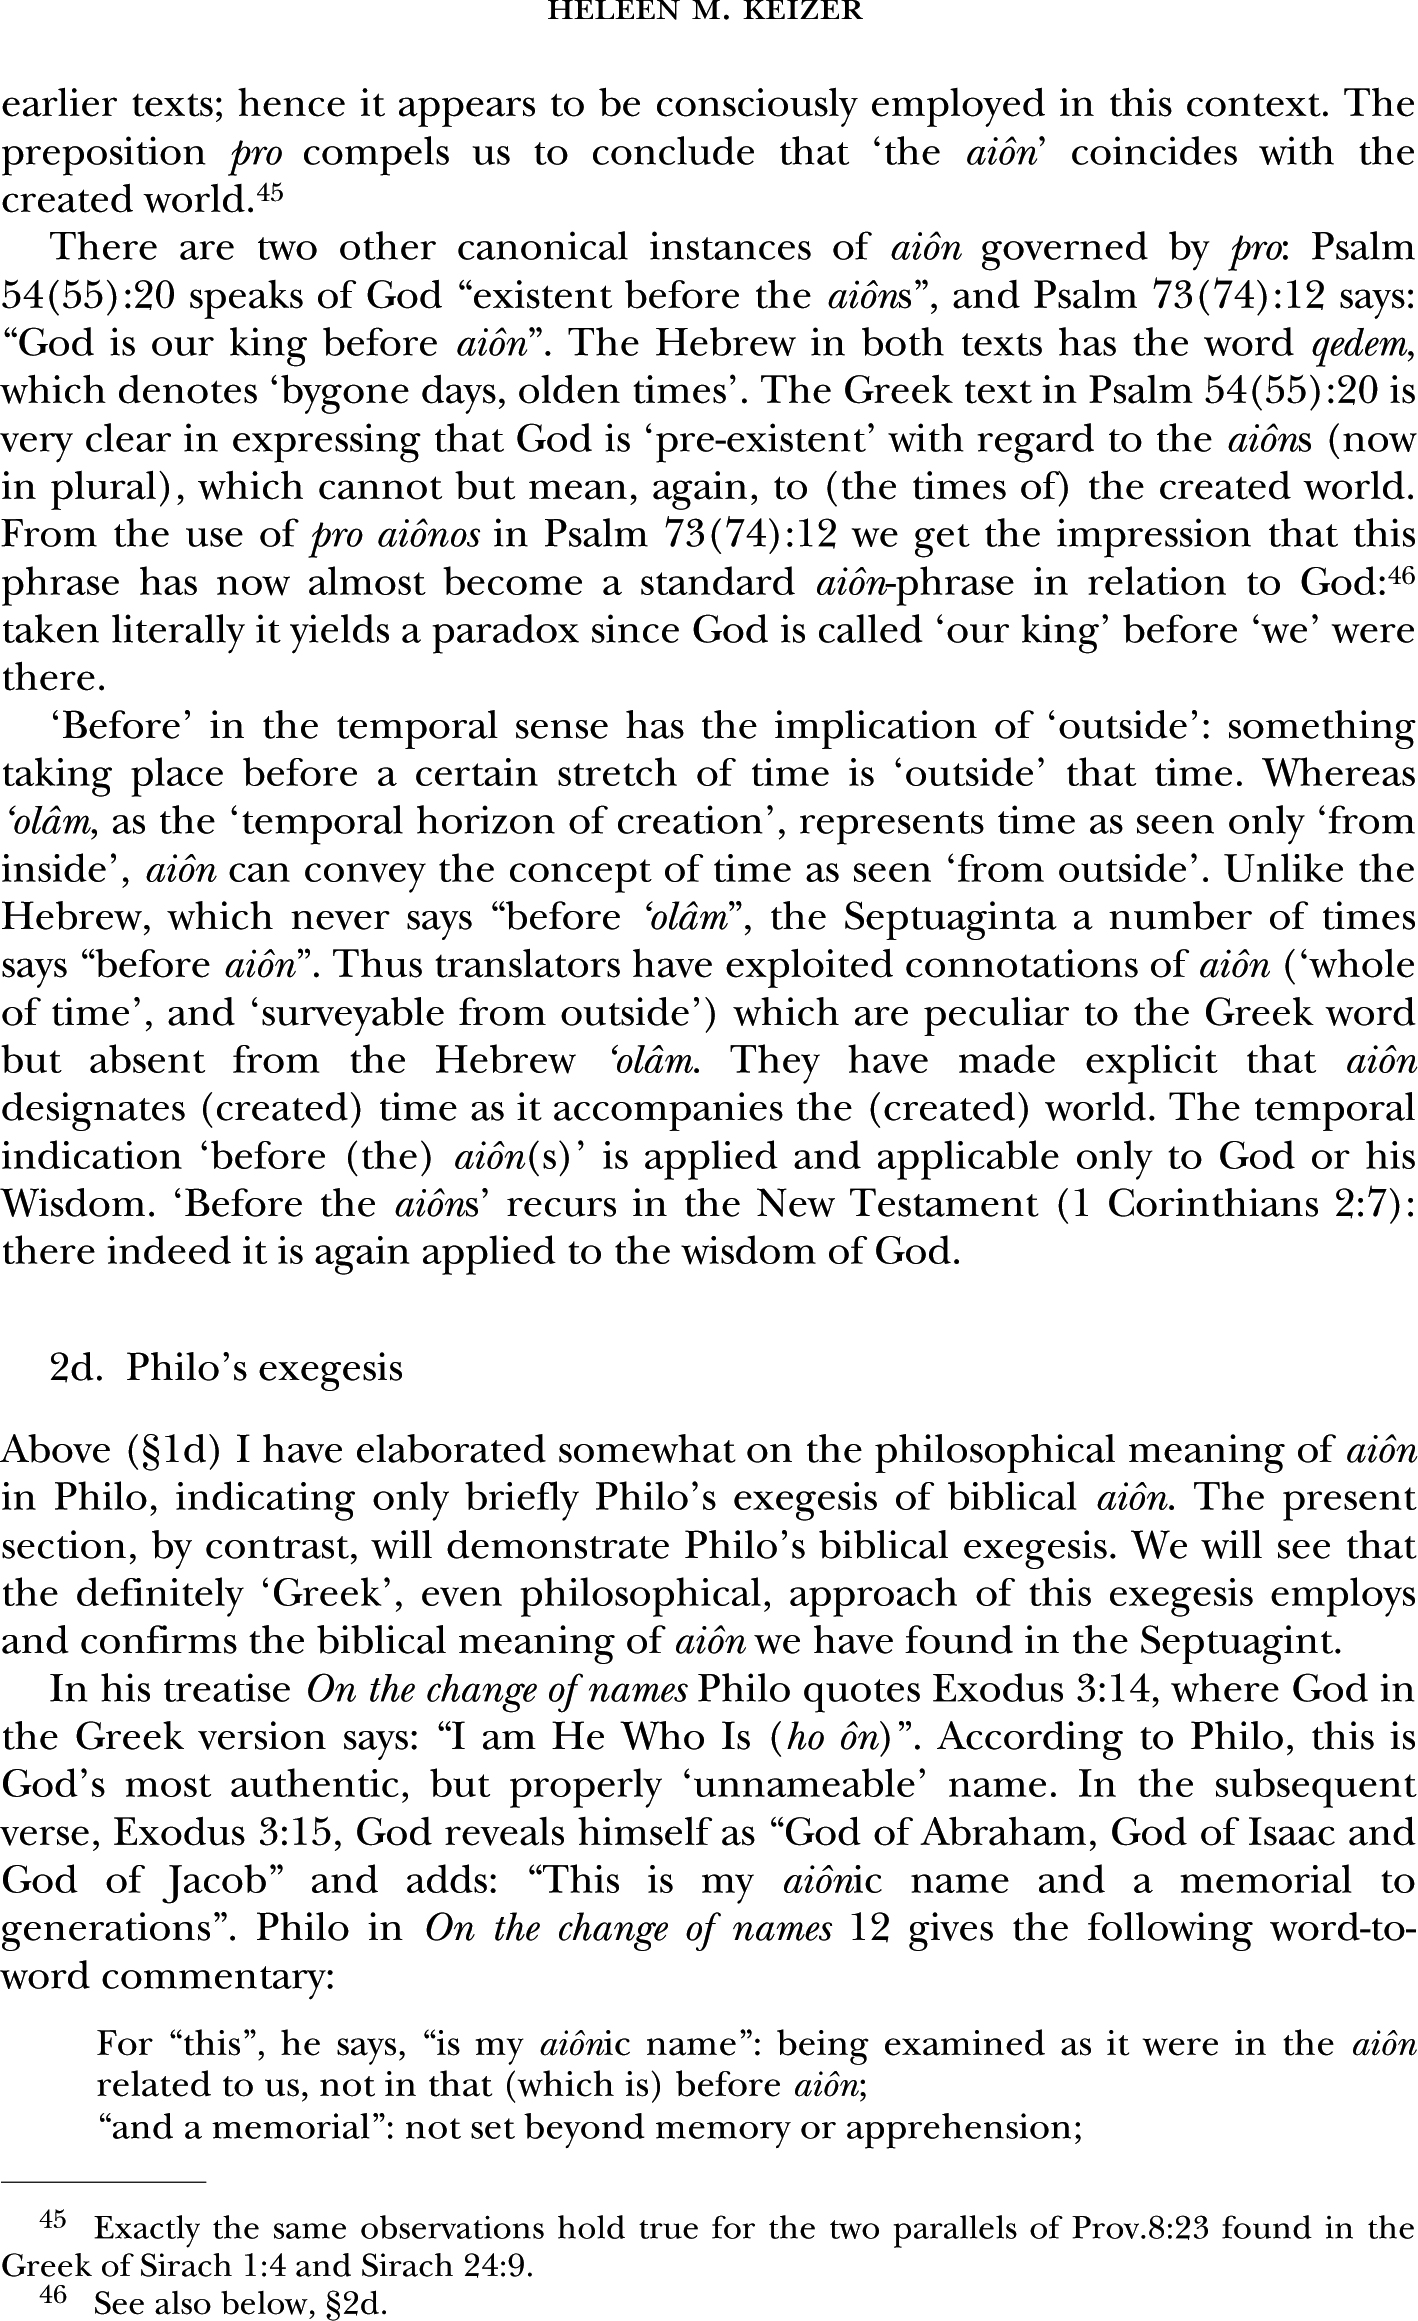 HELEEN M. KEIZER
earlier texts; hence it appears to be consciously employed in this context. The
preposition pro compels us to conclude that ‘the aiôn’ coincides with the
created world.45
There are two other canonical instances of aiôn governed by pro: Psalm
54(55):20 speaks of God “existent before the aiôns”, and Psalm 73(74):12 says:
“God is our king before aiôn”. The Hebrew in both texts has the word qedem,
which denotes ‘bygone days, olden times’. The Greek text in Psalm 54(55):20 is
very clear in expressing that God is ‘pre-existent’ with regard to the aiôns (now
in plural), which cannot but mean, again, to (the times of) the created world.
From the use of pro aiônos in Psalm 73(74):12 we get the impression that this
phrase has now almost become a standard aiôn-phrase in relation to God:46
taken literally it yields a paradox since God is called ‘our king’ before ‘we’ were
there.
‘Before’ in the temporal sense has the implication of ‘outside’: something
taking place before a certain stretch of time is ‘outside’ that time. Whereas
‘olâm, as the ‘temporal horizon of creation’, represents time as seen only ‘from
inside’, aiôn can convey the concept of time as seen ‘from outside’. Unlike the
Hebrew, which never says “before ‘olâm”, the Septuaginta a number of times
says “before aiôn”. Thus translators have exploited connotations of aiôn (‘whole
of time’, and ‘surveyable from outside’) which are peculiar to the Greek word
but absent from the Hebrew ‘olâm. They have made explicit that aiôn
designates (created) time as it accompanies the (created) world. The temporal
indication ‘before (the) aiôn(s)’ is applied and applicable only to God or his
Wisdom. ‘Before the aiôns’ recurs in the New Testament (1 Corinthians 2:7):
there indeed it is again applied to the wisdom of God.
2d. Philo’s exegesis
Above (§1d) I have elaborated somewhat on the philosophical meaning of aiôn
in Philo, indicating only briefly Philo’s exegesis of biblical aiôn. The present
section, by contrast, will demonstrate Philo’s biblical exegesis. We will see that
the definitely ‘Greek’, even philosophical, approach of this exegesis employs
and confirms the biblical meaning of aiôn we have found in the Septuagint.
In his treatise On the change of names Philo quotes Exodus 3:14, where God in
the Greek version says: “I am He Who Is (ho ôn)”. According to Philo, this is
God’s most authentic, but properly ‘unnameable’ name. In the subsequent
verse, Exodus 3:15, God reveals himself as “God of Abraham, God of Isaac and
God of Jacob” and adds: “This is my aiônic name and a memorial to
generations”. Philo in On the change of names 12 gives the following word-to-
word commentary:
For “this”, he says, “is my aiônic name”: being examined as it were in the aiôn
related to us, not in that (which is) before aiôn;
“and a memorial”: not set beyond memory or apprehension;
45 Exactly the same observations hold true for the two parallels of Prov.8:23 found in the
Greek of Sirach 1:4 and Sirach 24:9.
46 See also below, §2d.